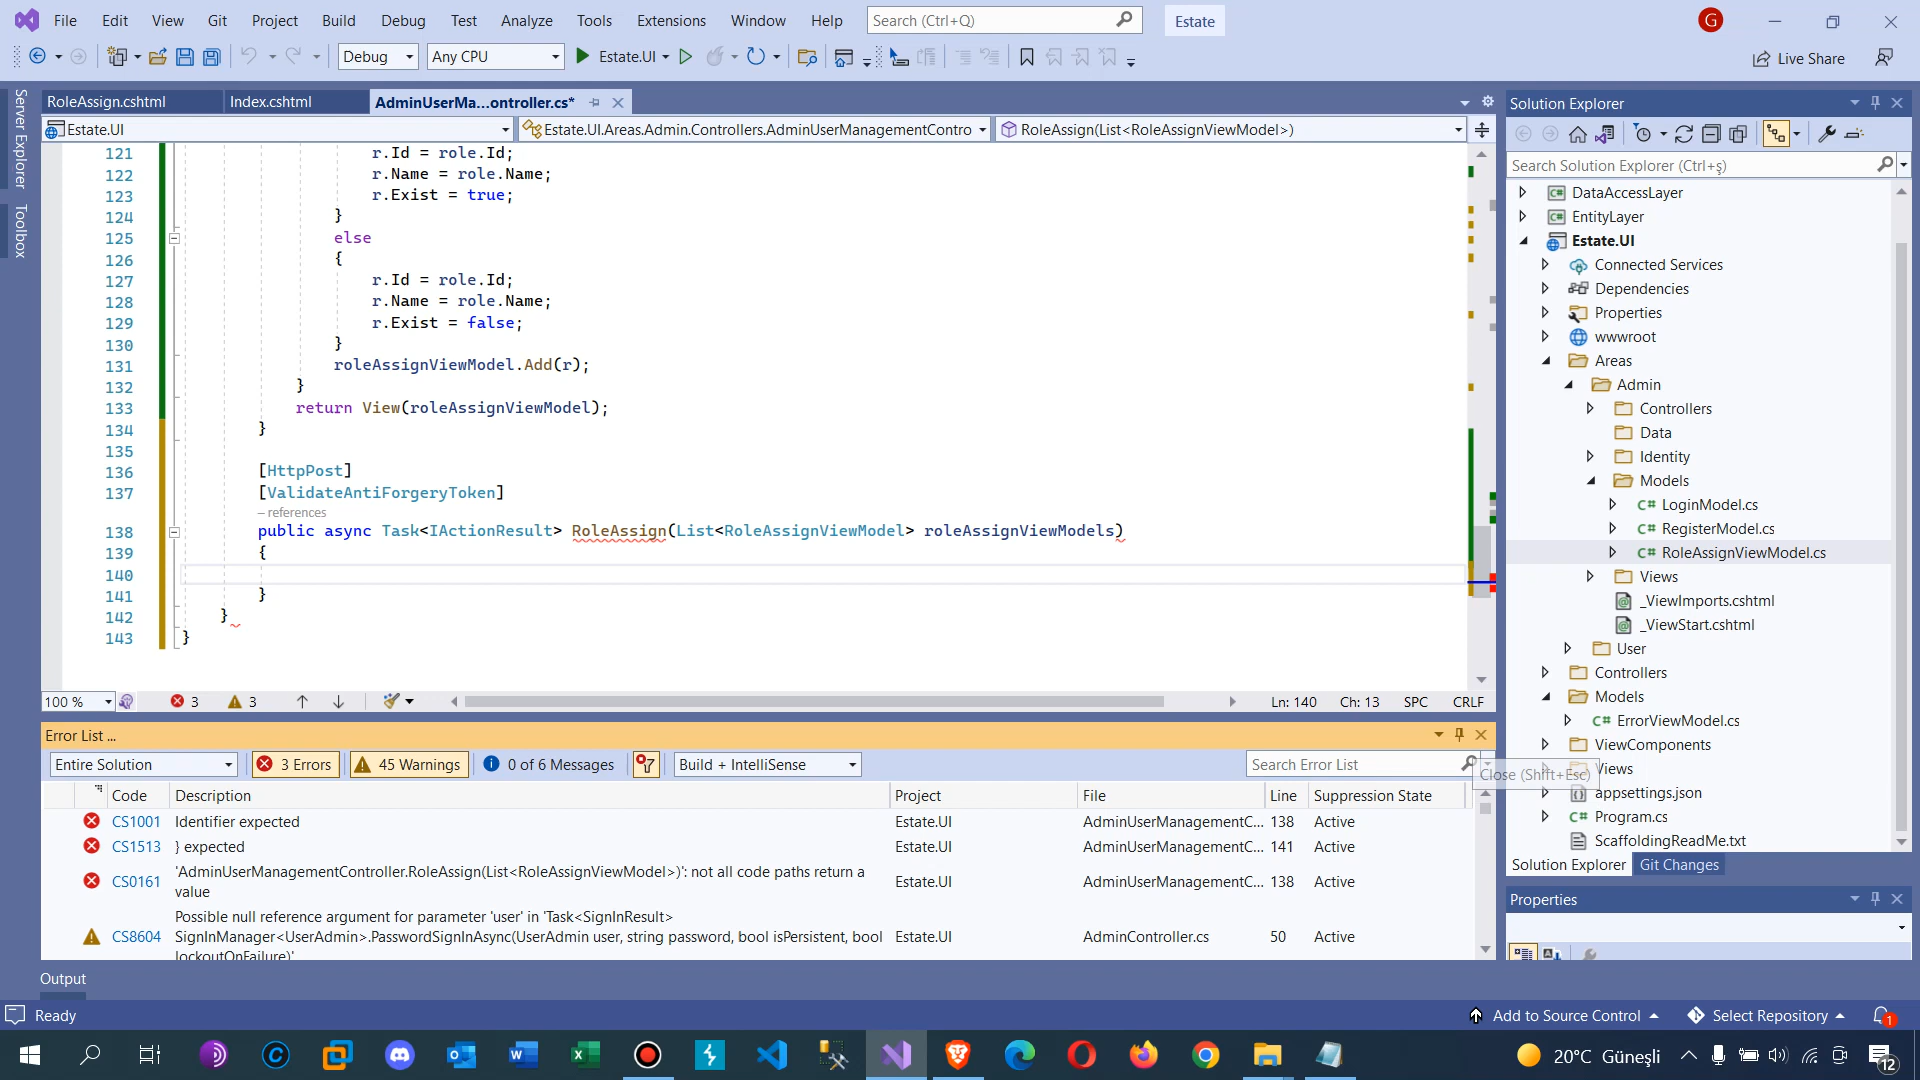 File Edit View Git Project Build Debug Test Analyze Tools Extensions Window Help Search (Ctrl+Q) Estate G
Debug Any CPU Estate.UI Live Share
Server Explorer
Toolbox
RoleAssign.cshtml Index.cshtml AdminUserMa...ontroller.cs*
Estate.UI Estate.UI.Areas.Admin.Controllers.AdminUserManagementContro RoleAssign(List<RoleAssignViewModel>)
121 r.Id = role.Id;
122 r.Name = role.Name;
123 r.Exist = true;
124 }
125 else
126 {
127 r.Id = role.Id;
128 r.Name = role.Name;
129 r.Exist = false;
130 }
131 roleAssignViewModel.Add(r);
132 }
133 return View(roleAssignViewModel);
134 }
135
136 [HttpPost]
137 [ValidateAntiForgeryToken]
– references
138 public async Task<IActionResult> RoleAssign(List<RoleAssignViewModel> roleAssignViewModels)
139 {
140
141 }
142 }
143 }
100 % 3 3 Ln: 140 Ch: 13 SPC CRLF
Error List ...
Entire Solution 3 Errors 45 Warnings 0 of 6 Messages Build + IntelliSense Search Error List
Code Description Project File Line Suppression State
CS1001 Identifier expected Estate.UI AdminUserManagementC... 138 Active
CS1513 } expected Estate.UI AdminUserManagementC... 141 Active
CS0161 'AdminUserManagementController.RoleAssign(List<RoleAssignViewModel>)': not all code paths return a value Estate.UI AdminUserManagementC... 138 Active
CS8604 Possible null reference argument for parameter 'user' in 'Task<SignInResult> SignInManager<UserAdmin>.PasswordSignInAsync(UserAdmin user, string password, bool isPersistent, bool lockoutOnFailure)' Estate.UI AdminController.cs 50 Active
Output
Solution Explorer
Search Solution Explorer (Ctrl+ş)
DataAccessLayer
EntityLayer
Estate.UI
Connected Services
Dependencies
Properties
wwwroot
Areas
Admin
Controllers
Data
Identity
Models
LoginModel.cs
RegisterModel.cs
RoleAssignViewModel.cs
Views
_ViewImports.cshtml
_ViewStart.cshtml
User
Controllers
Models
ErrorViewModel.cs
ViewComponents
Views
Close (Shift+Esc)
appsettings.json
Program.cs
ScaffoldingReadMe.txt
Solution Explorer Git Changes
Properties
Ready Add to Source Control Select Repository 1
20°C Güneşli 12